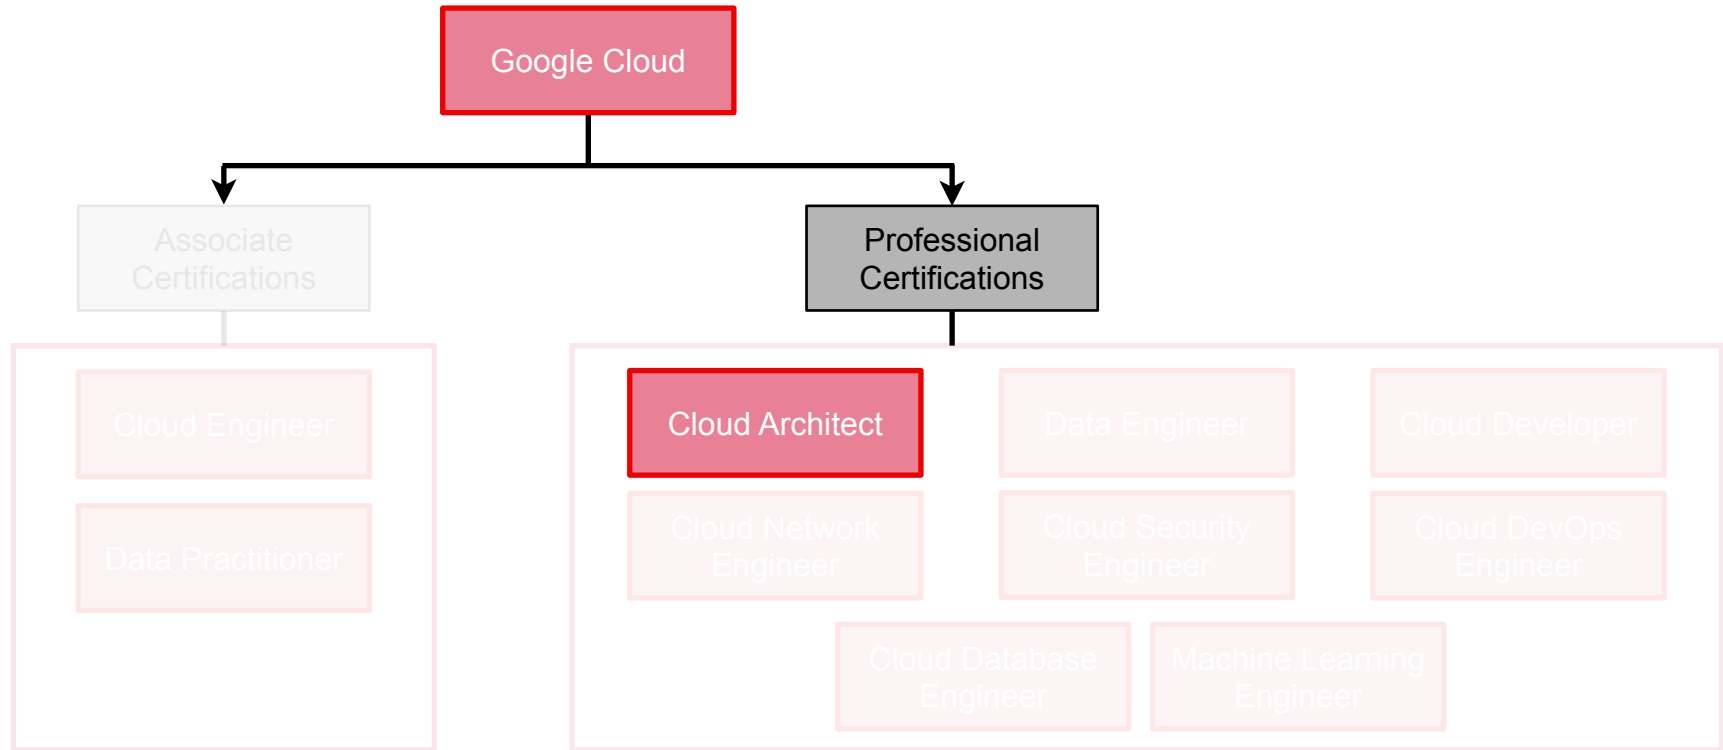 Google Cloud
Associate
Certifications
Professional
Certifications
Cloud Engineer
Data Practitioner
Cloud Architect
Data Engineer
Cloud Developer
Cloud Network
Engineer
Cloud Security
Engineer
Cloud DevOps
Engineer
Cloud Database
Engineer
Machine Learning
Engineer